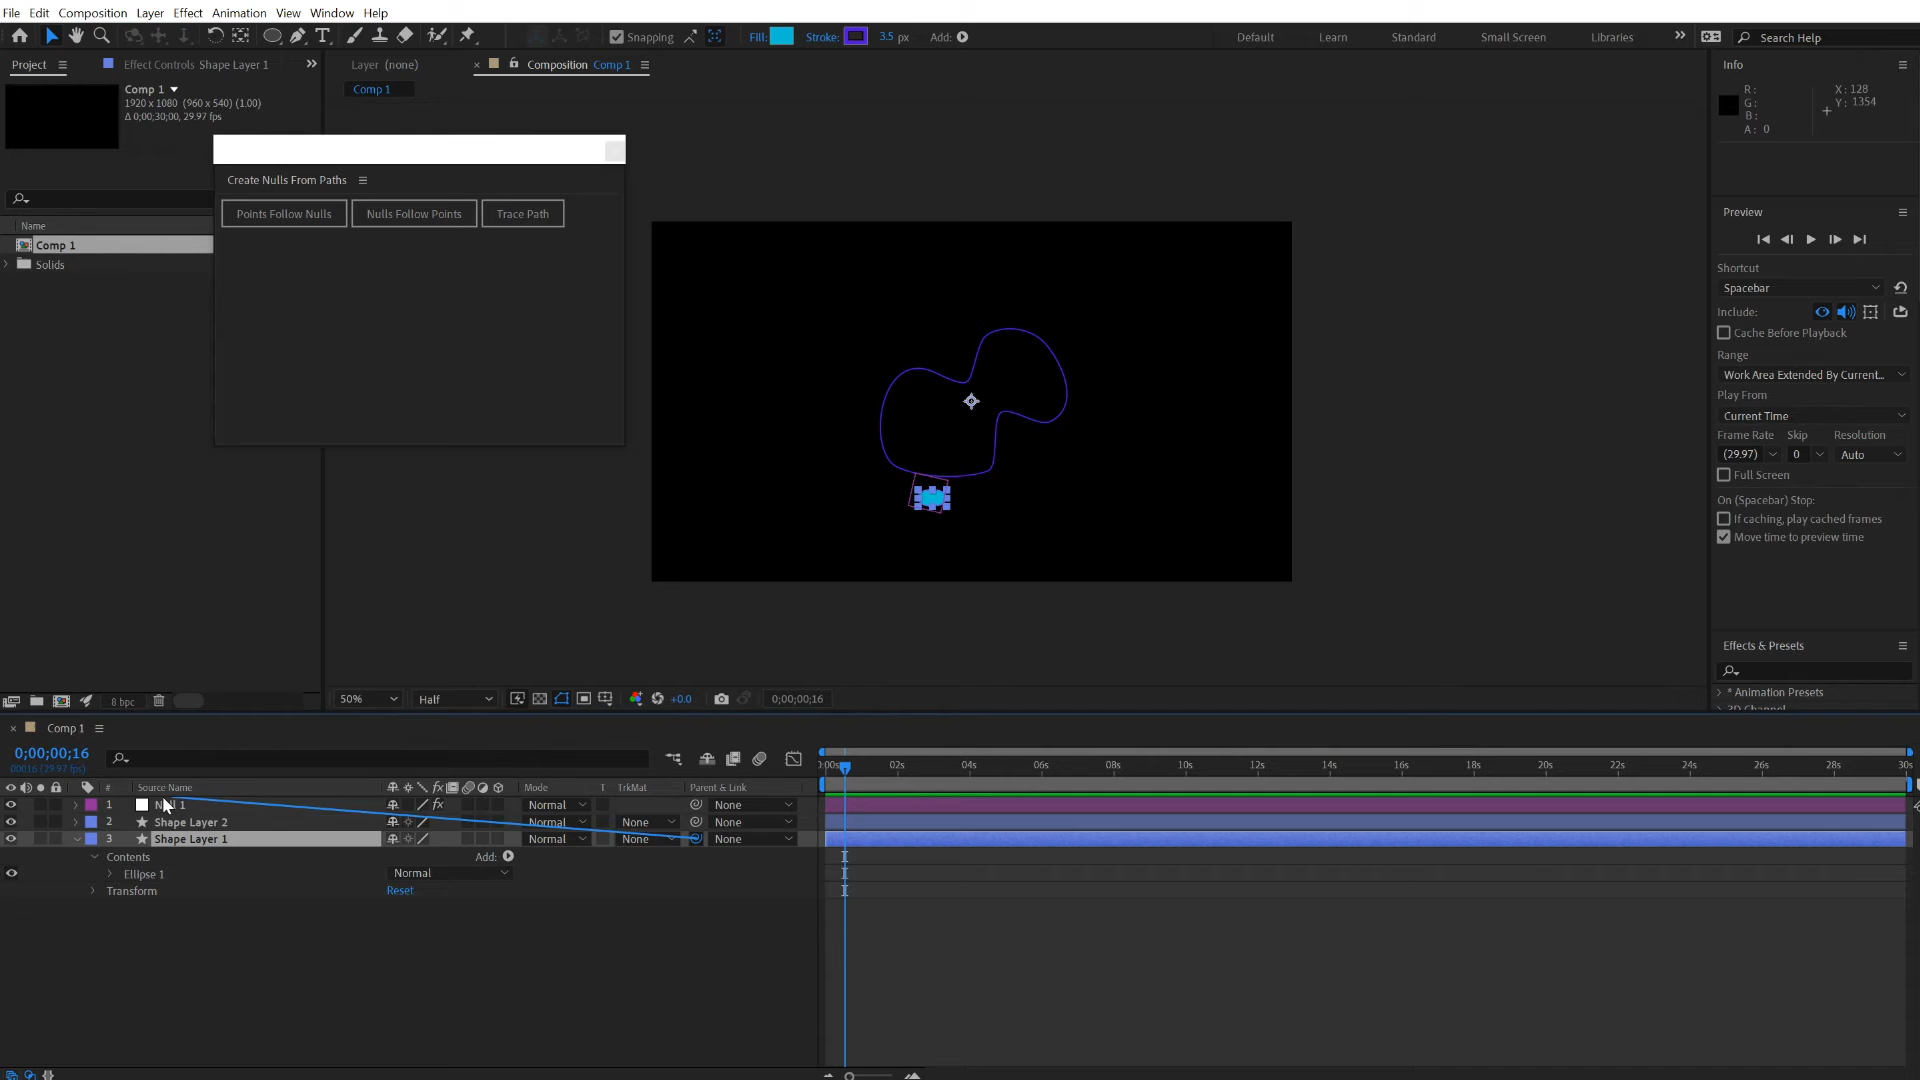 File Edit Composition Layer Effect Animation View Window Help
Snapping Fill: Stroke: 3.5 px Add: Default Learn Standard Small Screen Libraries Search Help
Project Effect Controls Shape Layer 1 Layer (none) Composition Comp 1 Info
Comp 1
1920 x 1080 (960 x 540) (1.00)
Δ 0;00;30;00, 29.97 fps
Comp 1
R: X: 128
G: Y: 1354
B:
A: 0
Create Nulls From Paths
Points Follow Nulls Nulls Follow Points Trace Path
Name
Comp 1
Solids
Preview
Shortcut
Spacebar
Include:
Cache Before Playback
Range
Work Area Extended By Current...
Play From
Current Time
Frame Rate Skip Resolution
(29.97) 0 Auto
Full Screen
On (Spacebar) Stop:
If caching, play cached frames
Move time to preview time
Effects & Presets
* Animation Presets
3D Channel
8 bpc 50% Half +0.0 0;00;00;16
Comp 1
0;00;00;16
00016 (29.97 fps)
# Source Name Mode T TrkMat Parent & Link
1 Null 1 Normal None
2 Shape Layer 2 Normal None None
3 Shape Layer 1 Normal None None
Contents Add:
Ellipse 1 Normal
Transform Reset
:00s 02s 04s 06s 08s 10s 12s 14s 16s 18s 20s 22s 24s 26s 28s 30s